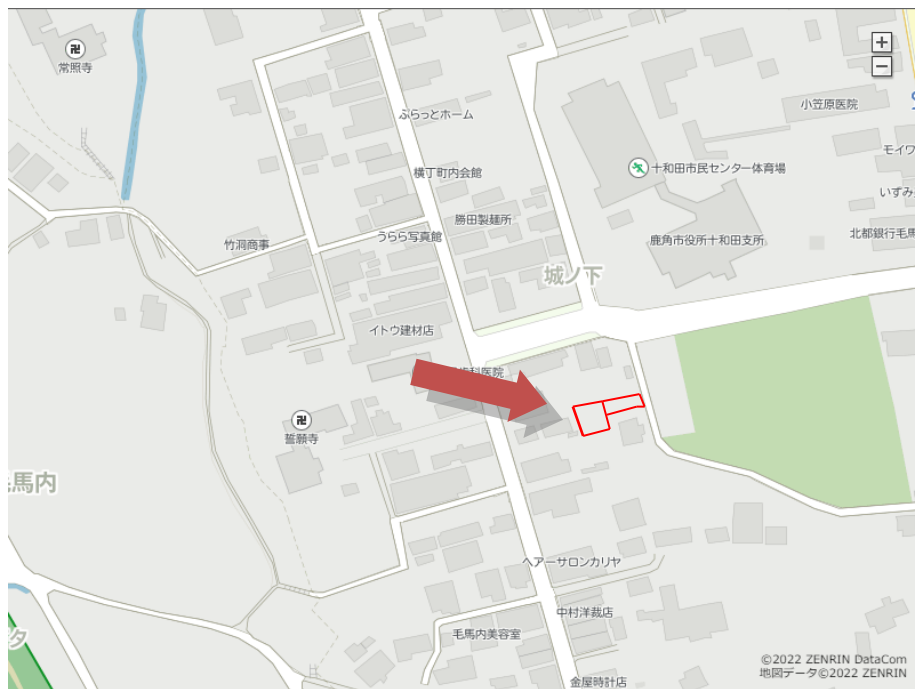 常照寺
小笠原医院
ぷらっとホーム
モイワ
十和田市民センター体育場
横丁町内会館
いずみ
勝田製麺所
北都銀行毛馬
うらら写真館
竹洞商事
鹿角市役所十和田支所
城ノ下
イトウ建材店
歯科医院
誓願寺
毛馬内
ヘアーサロンカリヤ
中村洋裁店
毛馬内美容室
タ
金屋時計店
©2022 ZENRIN DataCom
地図データ©2022 ZENRIN